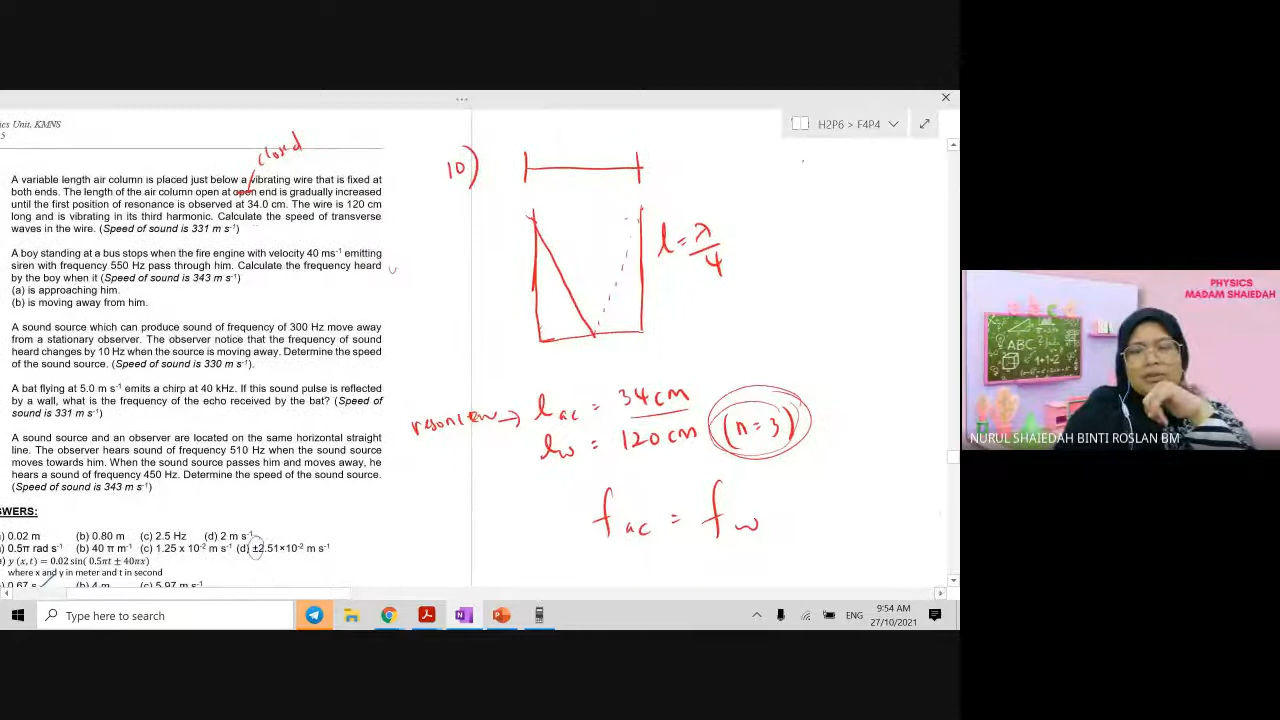 ics Unit, KMNS
5
closed
A variable length air column is placed just below a vibrating wire that is fixed at
both ends. The length of the air column open at open end is gradually increased
until the first position of resonance is observed at 34.0 cm. The wire is 120 cm
long and is vibrating in its third harmonic. Calculate the speed of transverse
waves in the wire. (Speed of sound is 331 m s⁻¹)
A boy standing at a bus stops when the fire engine with velocity 40 ms⁻¹ emitting
siren with frequency 550 Hz pass through him. Calculate the frequency heard
by the boy when it (Speed of sound is 343 m s⁻¹)
(a) is approaching him.
(b) is moving away from him.
A sound source which can produce sound of frequency of 300 Hz move away
from a stationary observer. The observer notice that the frequency of sound
heard changes by 10 Hz when the source is moving away. Determine the speed
of the sound source. (Speed of sound is 330 m s⁻¹).
A bat flying at 5.0 m s⁻¹ emits a chirp at 40 kHz. If this sound pulse is reflected
by a wall, what is the frequency of the echo received by the bat? (Speed of
sound is 331 m s⁻¹)
A sound source and an observer are located on the same horizontal straight
line. The observer hears sound of frequency 510 Hz when the sound source
moves towards him. When the sound source passes him and moves away, he
hears a sound of frequency 450 Hz. Determine the speed of the sound source.
(Speed of sound is 343 m s⁻¹)
WERS:
) 0.02 m (b) 0.80 m (c) 2.5 Hz (d) 2 m s⁻¹
) 0.5π rad s⁻¹ (b) 40 π m⁻¹ (c) 1.25 x 10⁻² m s⁻¹ (d) ±2.51×10⁻² m s⁻¹
) y (x, t) = 0.02 sin( 0.5πt ± 40πx)
where x and y in meter and t in second
) 0.67 s (b) 4 m (c) 5.97 m s⁻¹
H2P6 > F4P4
10)
l = λ/4
l ac = 34 cm
l w = 120 cm (n = 3)
f ac = f w
PHYSICS
MADAM SHAIEDAH
ABC
1+1=2
NURUL SHAIEDAH BINTI ROSLAN BM
Type here to search
ENG
9:54 AM
27/10/2021